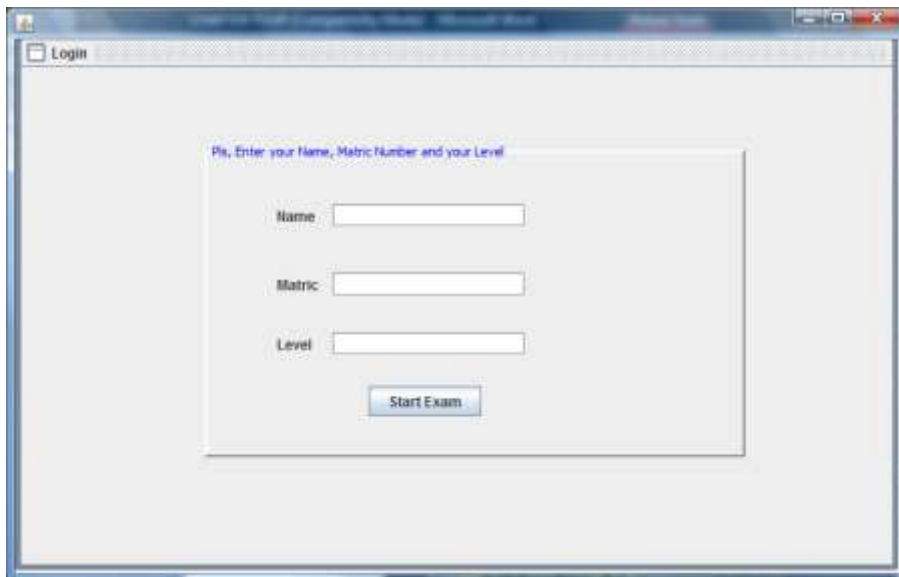 Login
Pls, Enter your Name, Matric Number and your Level
Name
Matric
Level
Start Exam